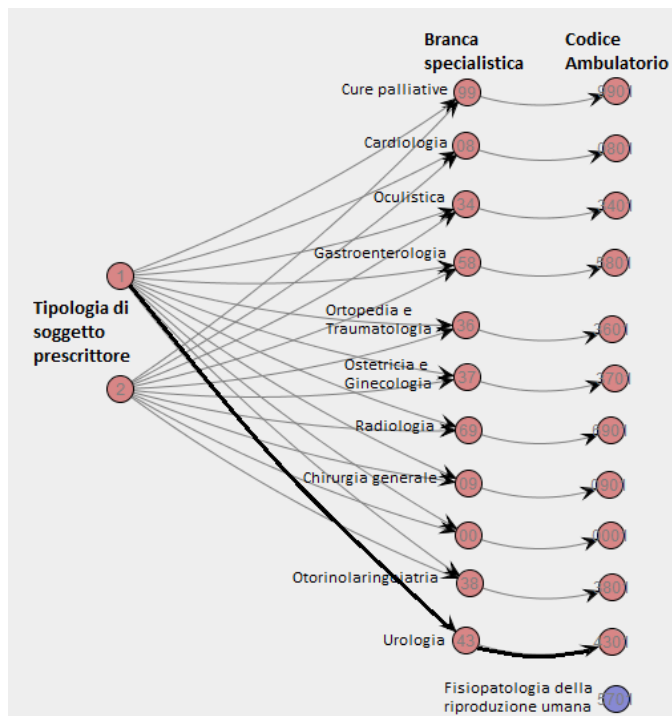 Branca
specialistica
Codice
Ambulatorio
Cure palliative
99
Cardiologia
08
Oculistica
34
Gastroenterologia
58
1
Tipologia di
soggetto
prescrittore
2
Ortopedia e
Traumatologia
36
Ostetricia e
Ginecologia
37
Radiologia
69
Chirurgia generale
09
00
Otorinolaringoiatria
38
Urologia
43
Fisiopatologia della
riproduzione umana